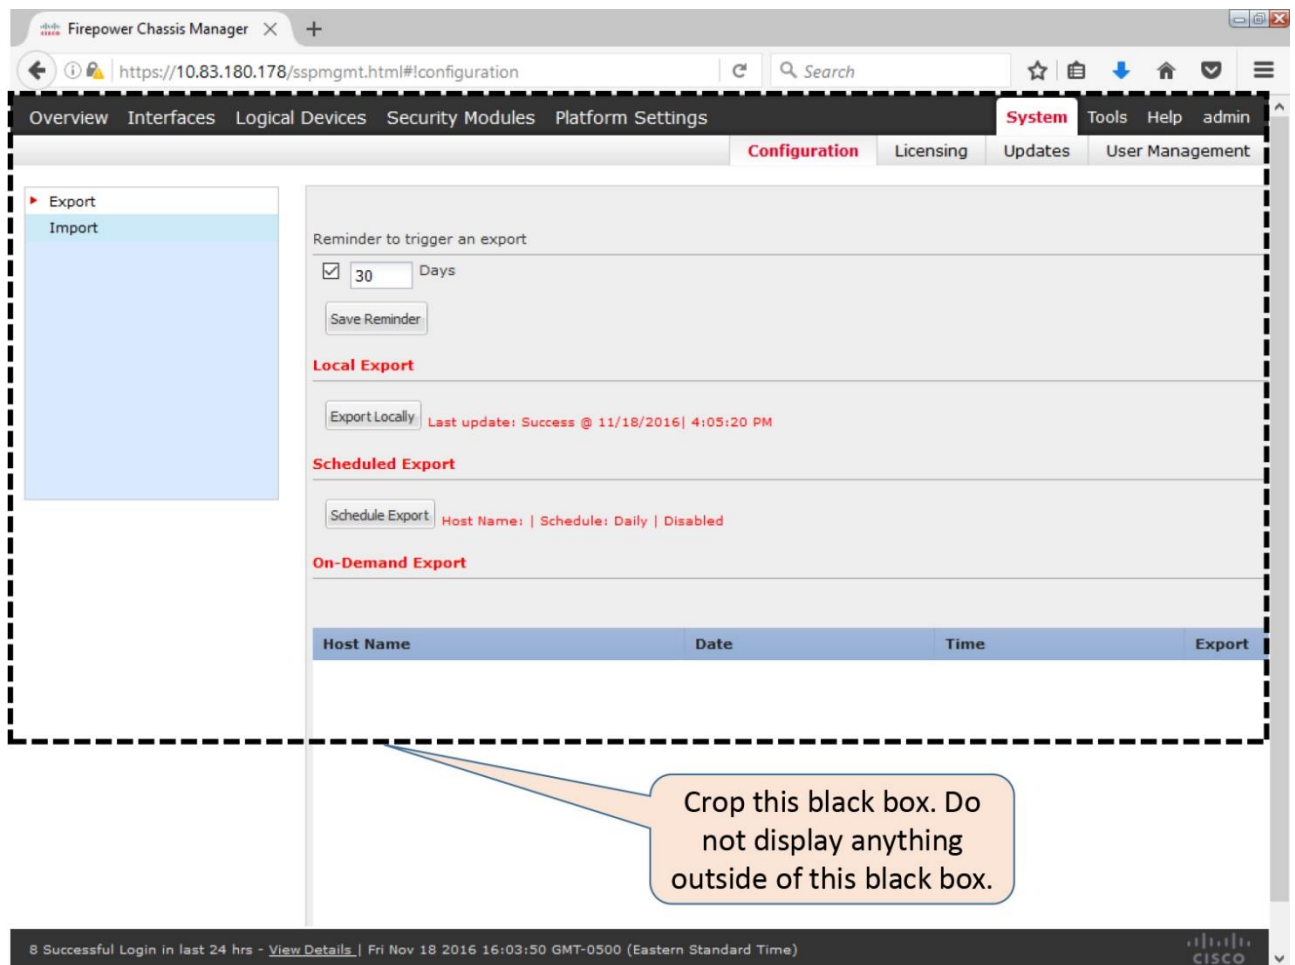 CISCO Firepower Chassis Manager
https://10.83.180.178/sspmgmt.html#!configuration Search
Overview Interfaces Logical Devices Security Modules Platform Settings System Tools Help admin
Configuration Licensing Updates User Management
Export
Import
Reminder to trigger an export
30 Days
Save Reminder
Local Export
Export Locally Last update: Success @ 11/18/2016| 4:05:20 PM
Scheduled Export
Schedule Export Host Name: | Schedule: Daily | Disabled
On-Demand Export
Host Name Date Time Export
Crop this black box. Do
not display anything
outside of this black box.
8 Successful Login in last 24 hrs - View Details | Fri Nov 18 2016 16:03:50 GMT-0500 (Eastern Standard Time)
CISCO